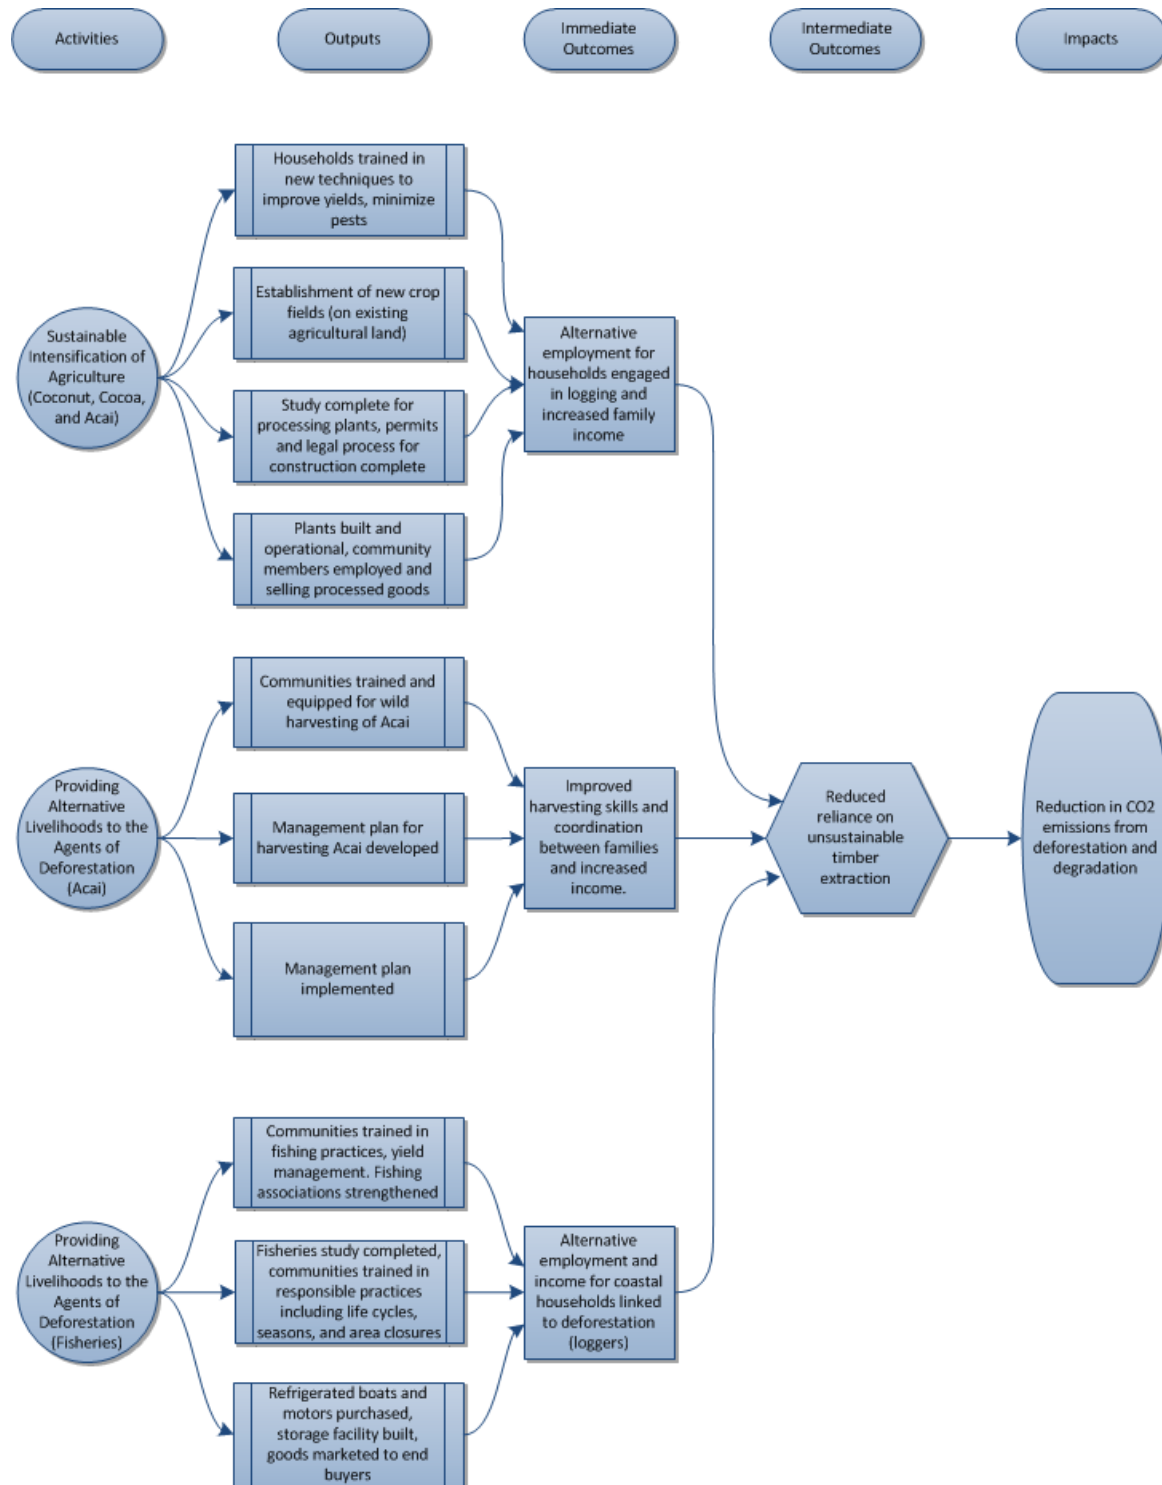 Activities
Outputs
Immediate
Outcomes
Intermediate
Outcomes
Impacts
Households trained in
new techniques to
improve yields, minimize
pests
Establishment of new crop
fields (on existing
agricultural land)
Sustainable
Intensification of
Agriculture
(Coconut, Cocoa,
and Acai)
Study complete for
processing plants, permits
and legal process for
construction complete
Plants built and
operational, community
members employed and
selling processed goods
Alternative
employment for
households engaged
in logging and
increased family
income
Communities trained and
equipped for wild
harvesting of Acai
Providing
Alternative
Livelihoods to the
Agents of
Deforestation
(Acai)
Management plan for
harvesting Acai developed
Management plan
implemented
Improved
harvesting skills and
coordination
between families
and increased
income.
Reduced
reliance on
unsustainable
timber
extraction
Reduction in CO2
emissions from
deforestation and
degradation
Communities trained in
fishing practices, yield
management. Fishing
associations strengthened
Providing
Alternative
Livelihoods to the
Agents of
Deforestation
(Fisheries)
Fisheries study completed,
communities trained in
responsible practices
including life cycles,
seasons, and area closures
Refrigerated boats and
motors purchased,
storage facility built,
goods marketed to end
buyers
Alternative
employment and
income for coastal
households linked
to deforestation
(loggers)